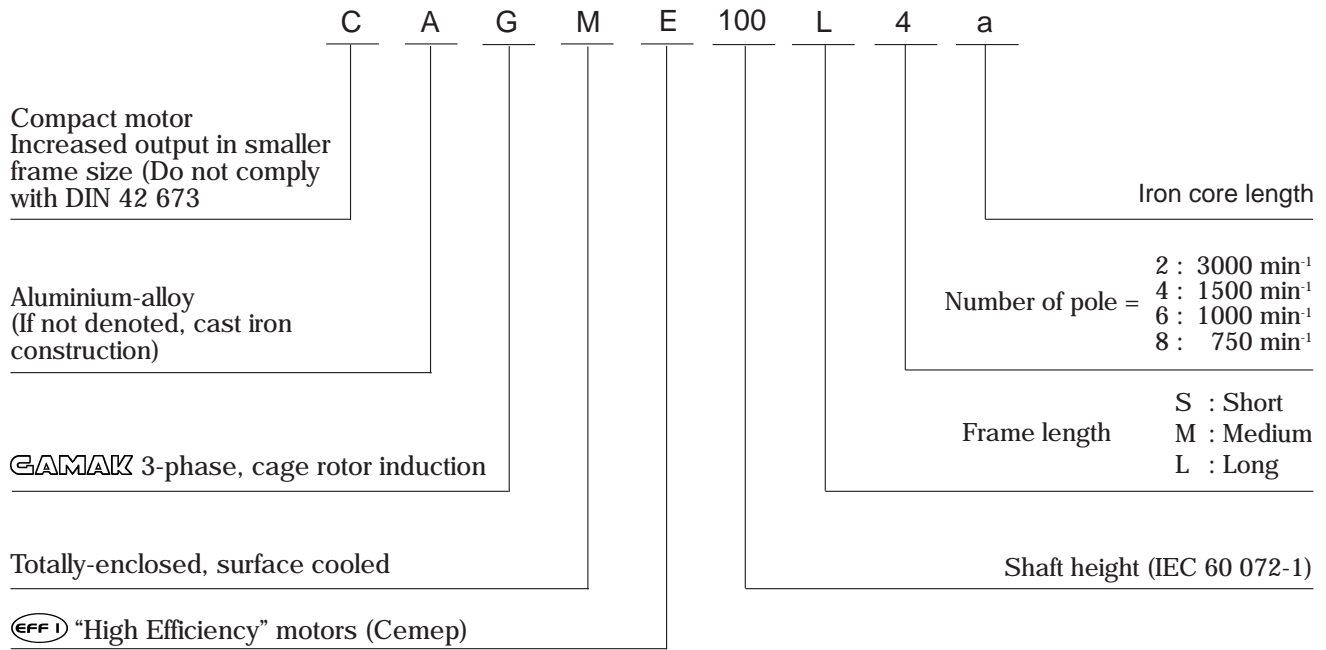 C A G M E 100 L 4 a
Compact motor
Increased output in smaller
frame size (Do not comply
with DIN 42 673
Iron core length
Aluminium-alloy
(If not denoted, cast iron
construction)
Number of pole =
2 : 3000 min-1
4 : 1500 min-1
6 : 1000 min-1
8 : 750 min-1
Frame length
S : Short
M : Medium
L : Long
GAMAK 3-phase, cage rotor induction
Totally-enclosed, surface cooled
Shaft height (IEC 60 072-1)
EFF 1 “High Efficiency” motors (Cemep)